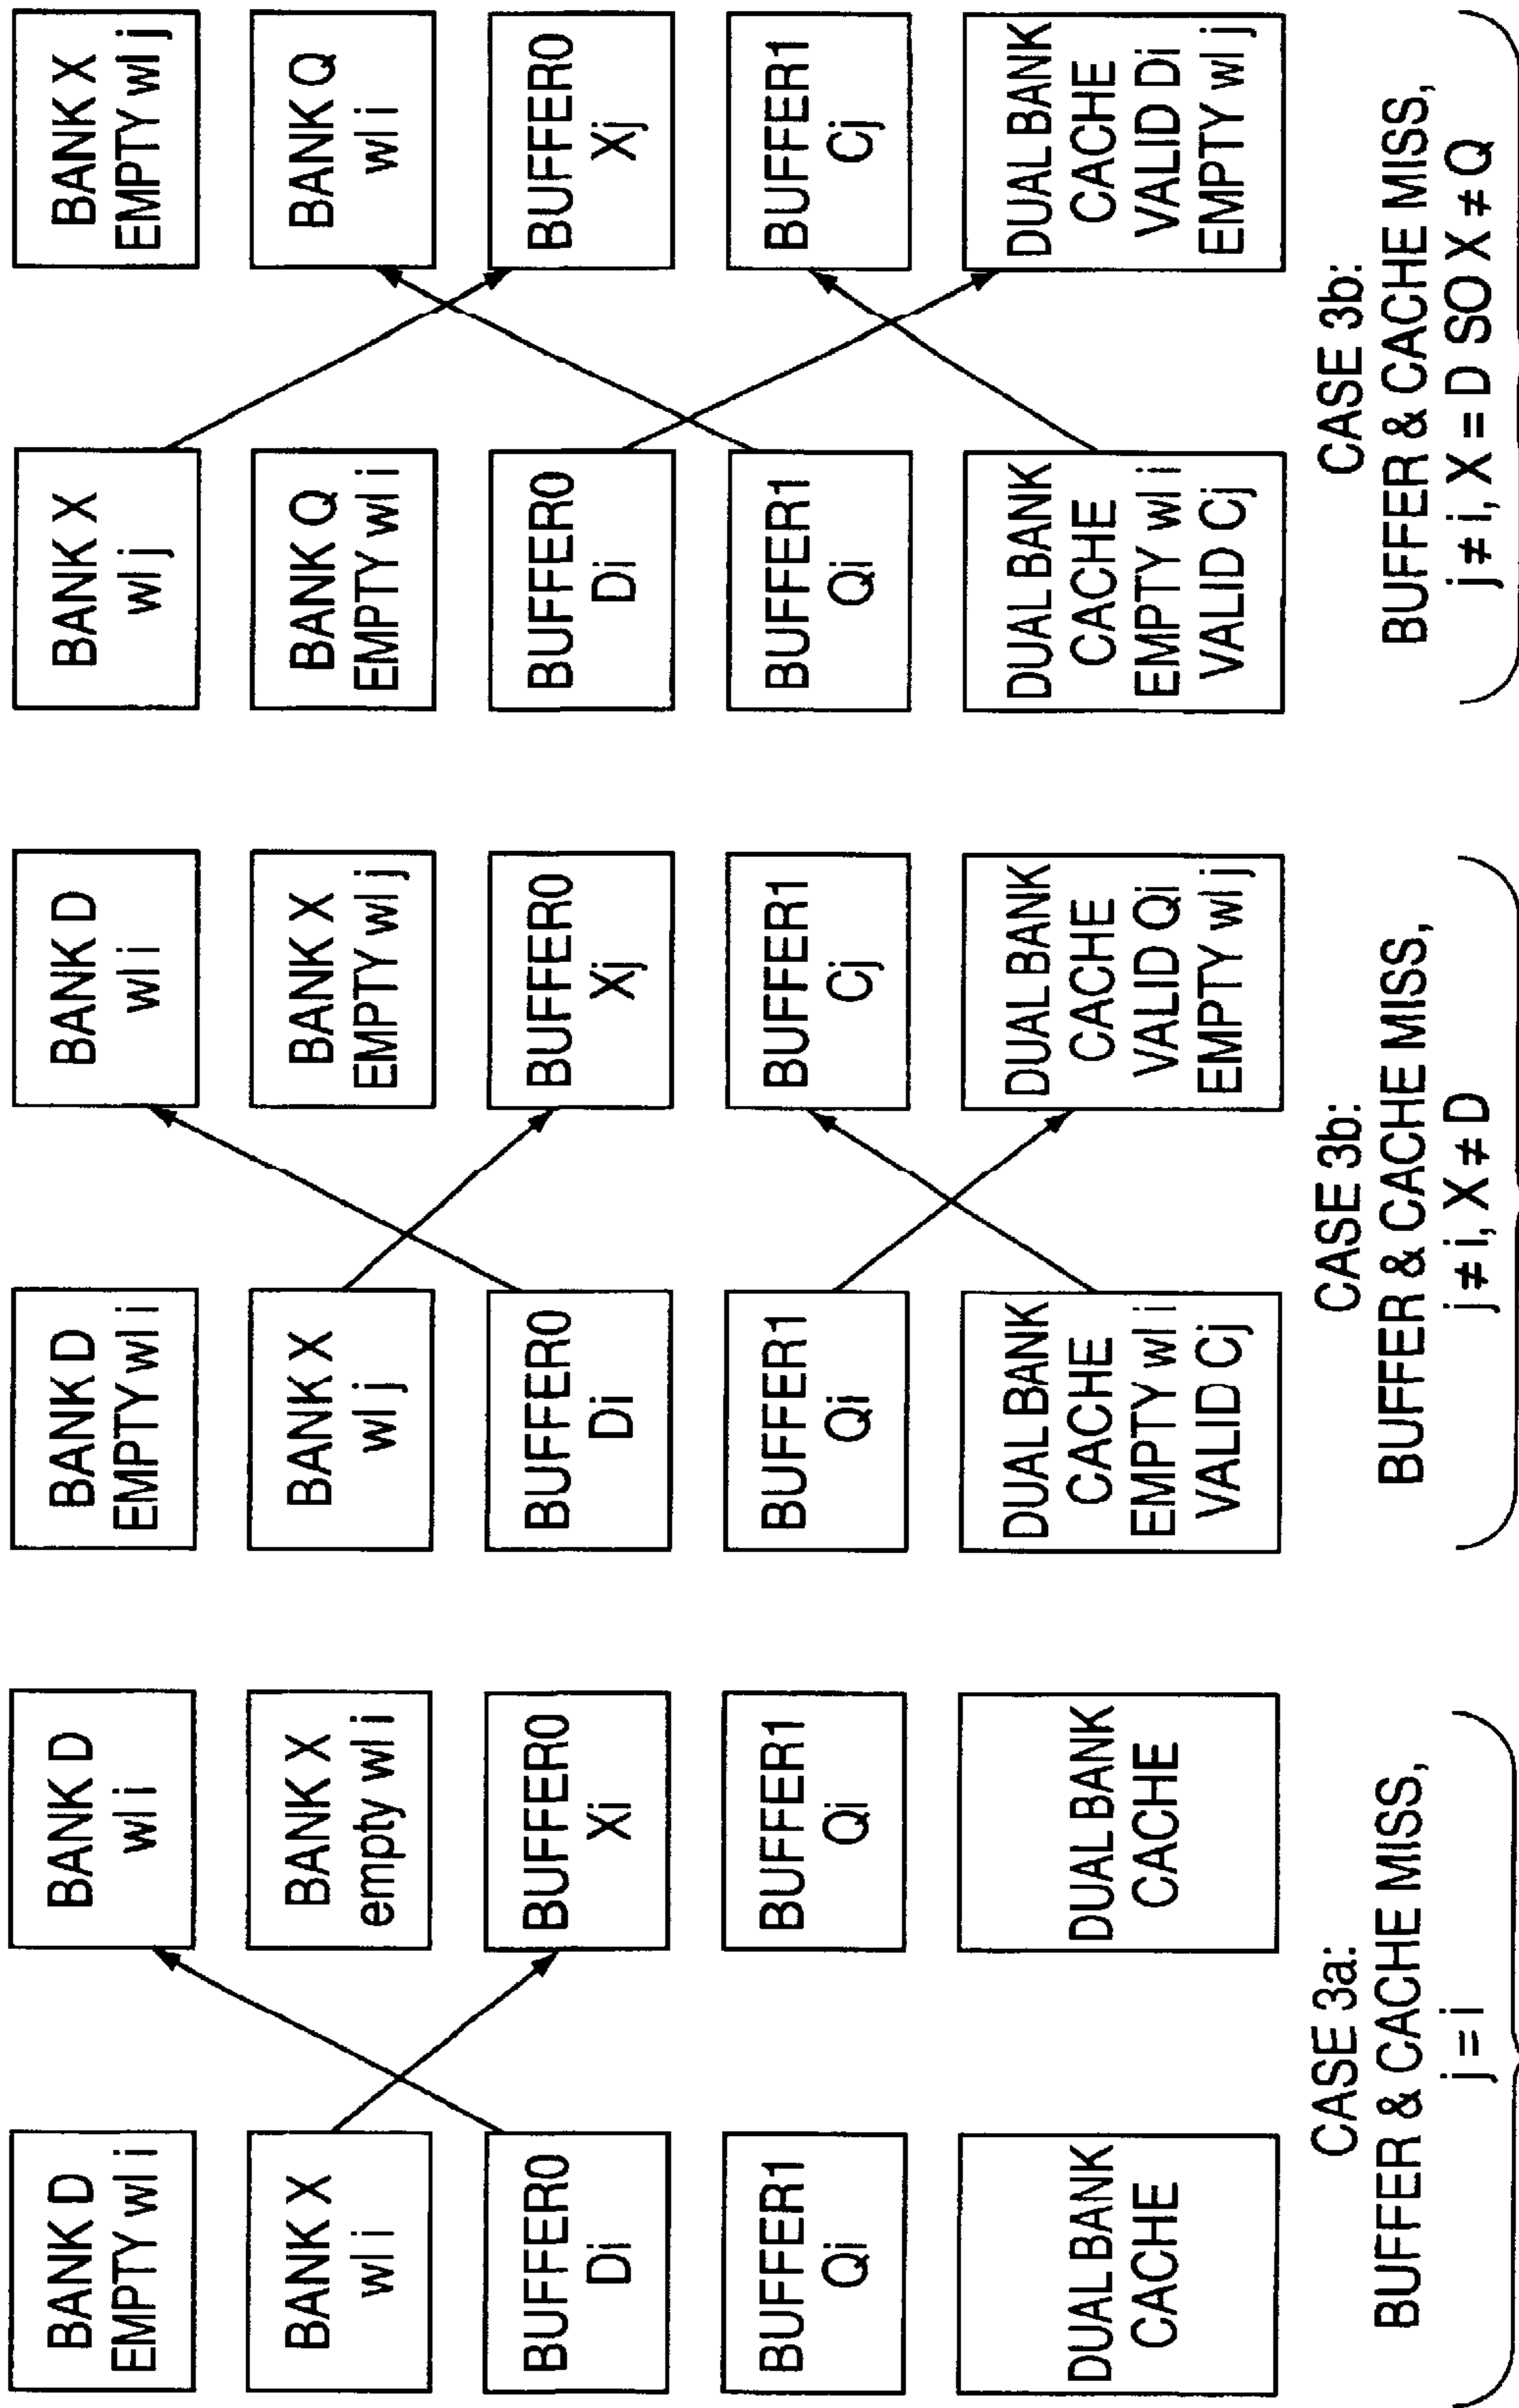 BANK D
EMPTY wl i
BANK X
wl i
BUFFER0
Di
BUFFER1
Qi
DUAL BANK
CACHE
BANK D
wl i
BANK X
empty wl i
BUFFER0
Xi
BUFFER1
Qi
DUAL BANK
CACHE
CASE 3a:
BUFFER & CACHE MISS,
j = i
BANK D
EMPTY wl i
BANK X
wl j
BUFFER0
Di
BUFFER1
Qi
DUAL BANK
CACHE
EMPTY wl i
VALID Cj
BANK D
wl i
BANK X
EMPTY wl j
BUFFER0
Xj
BUFFER1
Cj
DUAL BANK
CACHE
VALID Qi
EMPTY wl j
CASE 3b:
BUFFER & CACHE MISS,
j ≠ i, X ≠ D
BANK X
wl j
BANK Q
EMPTY wl i
BUFFER0
Di
BUFFER1
Qi
DUAL BANK
CACHE
EMPTY wl i
VALID Cj
BANK X
EMPTY wl j
BANK Q
wl i
BUFFER0
Xj
BUFFER1
Cj
DUAL BANK
CACHE
VALID Di
EMPTY wl j
CASE 3b:
BUFFER & CACHE MISS,
j ≠ i, X = D SO X ≠ Q